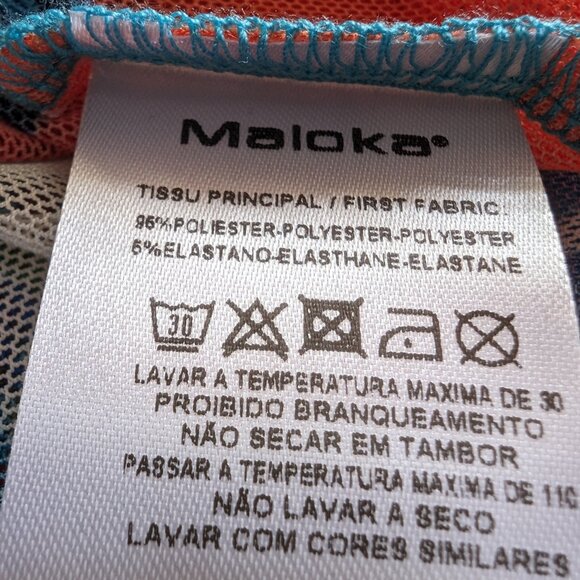 Maloka®
TISSU PRINCIPAL / FIRST FABRIC:
95%POLIESTER-POLYESTER-POLYESTER
5%ELASTANO-ELASTHANE-ELASTANE
30
LAVAR A TEMPERATURA MAXIMA DE 30
PROIBIDO BRANQUEAMENTO
NÃO SECAR EM TAMBOR
PASSAR A TEMPERATURA MAXIMA DE 110
NÃO LAVAR A SECO
LAVAR COM CORES SIMILARES